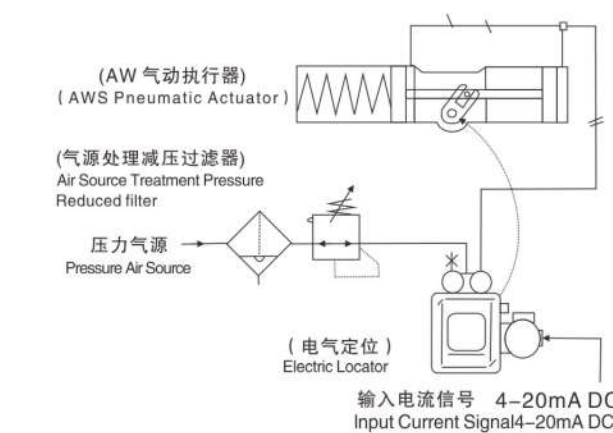 (AW 气动执行器)
(AWS Pneumatic Actuator)
(气源处理减压过滤器)
Air Source Treatment Pressure
Reduced filter
压力气源
Pressure Air Source
(电气定位)
Electric Locator
输入电流信号 4–20mA DC
Input Current Signal4–20mA DC